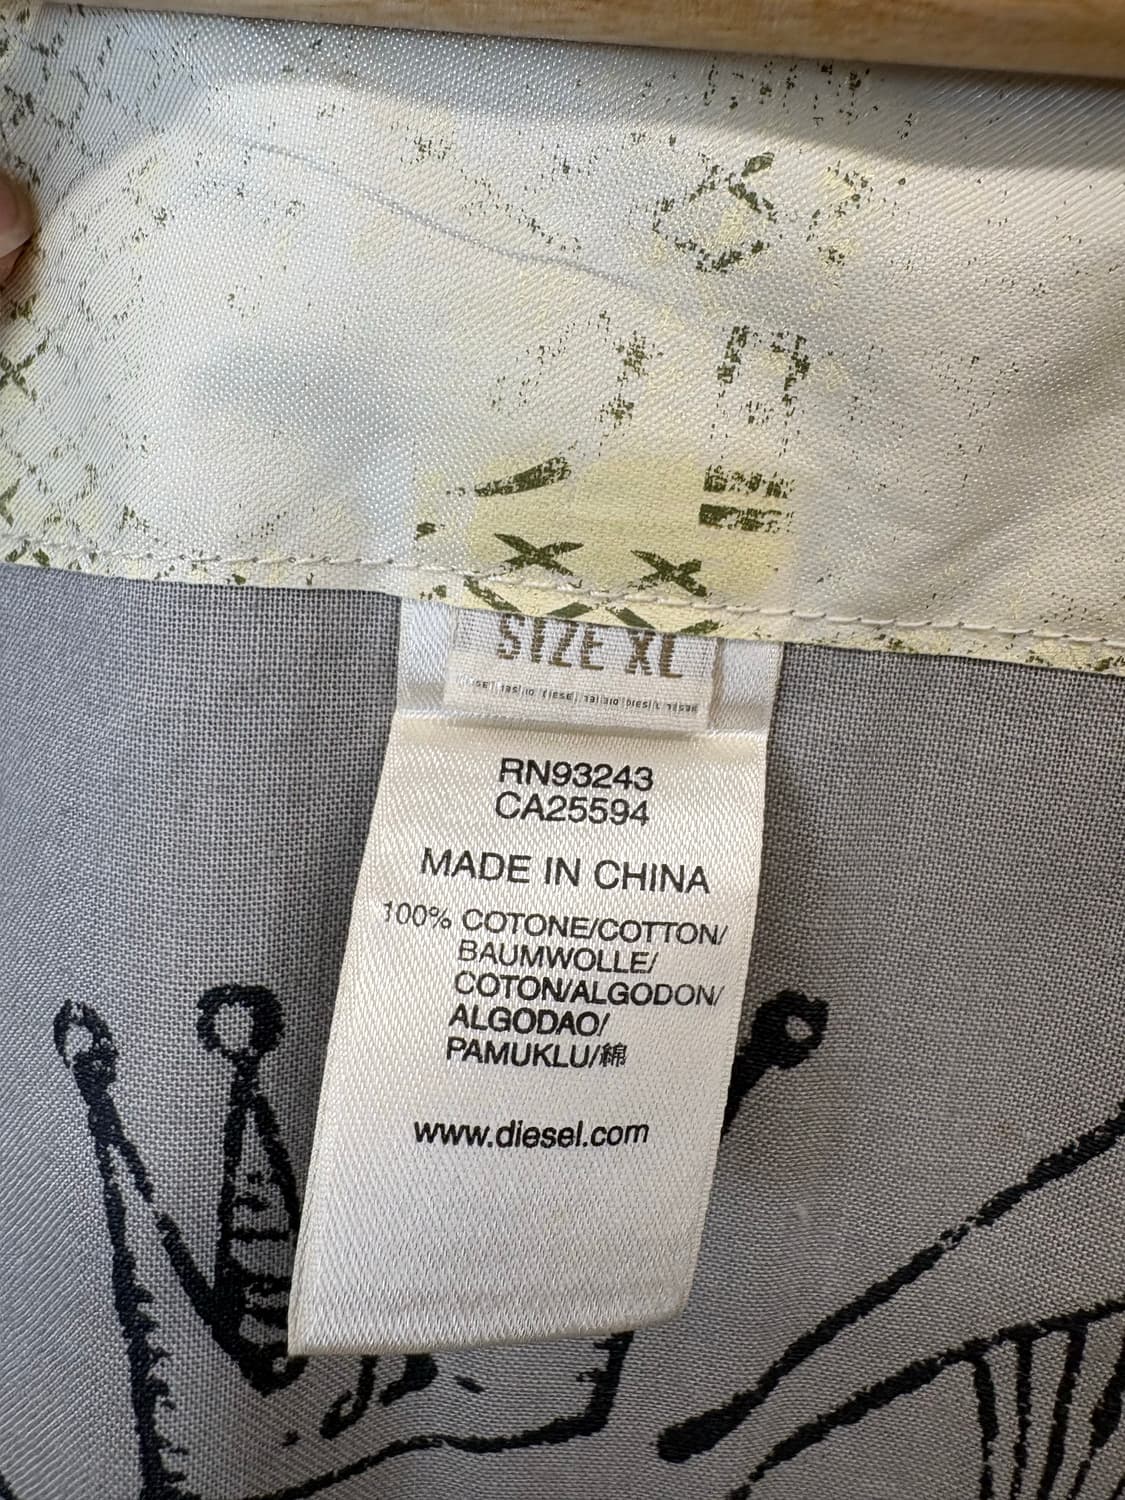 SIZE XL
RN93243
CA25594
MADE IN CHINA
100% COTONE/COTTON/
BAUMWOLLE/
COTON/ALGODON/
ALGODAO/
PAMUKLU/綿
www.diesel.com